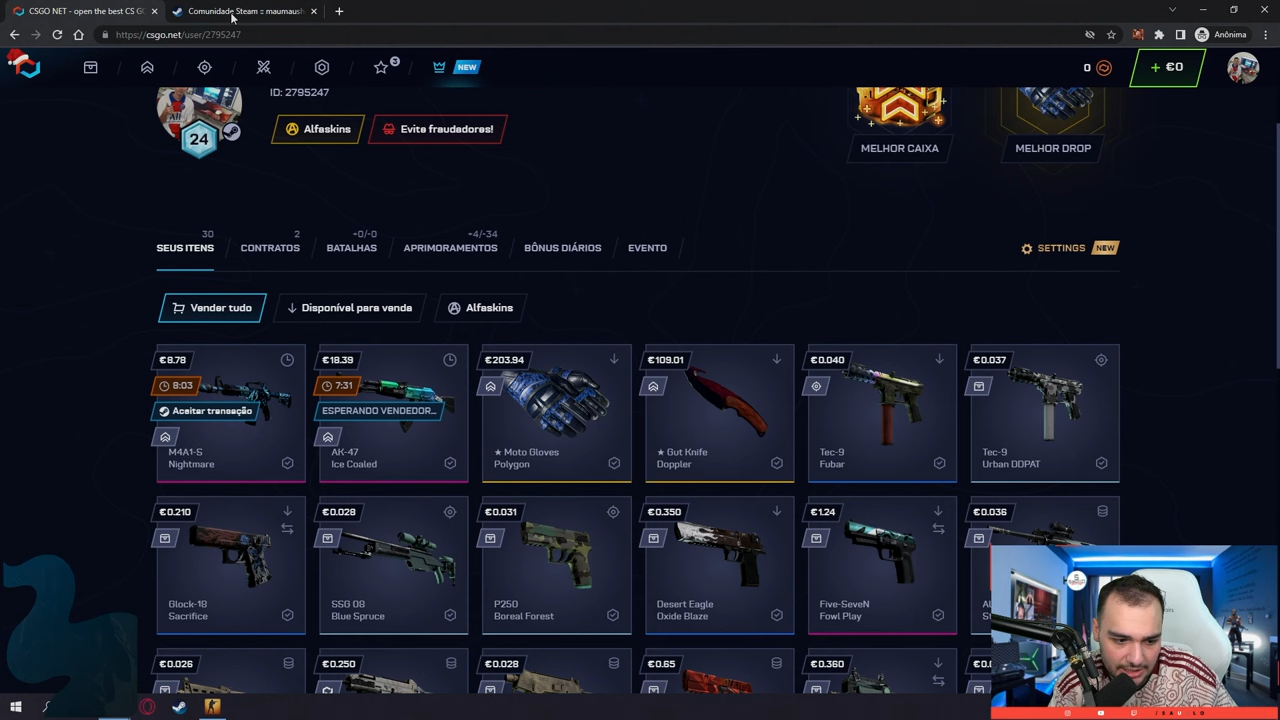 CSGO NET - open the best CS GO
Comunidade Steam :: maumaush
https://csgo.net/user/2795247
Anônima
NEW
3
0
+ €0
ID: 2795247
24
Alfaskins
Evite fraudadores!
MELHOR CAIXA
MELHOR DROP
30
2
+0/-0
+4/-34
SEUS ITENS
CONTRATOS
BATALHAS
APRIMORAMENTOS
BÔNUS DIÁRIOS
EVENTO
SETTINGS
NEW
Vender tudo
Disponível para venda
Alfaskins
€8.78
8:03
Aceitar transação
M4A1-S
Nightmare
€18.39
7:31
ESPERANDO VENDEDOR...
AK-47
Ice Coaled
€203.94
★ Moto Gloves
Polygon
€109.01
★ Gut Knife
Doppler
€0.040
Tec-9
Fubar
€0.037
Tec-9
Urban DDPAT
€0.210
Glock-18
Sacrifice
€0.028
SSG 08
Blue Spruce
€0.031
P250
Boreal Forest
€0.350
Desert Eagle
Oxide Blaze
€1.24
Five-SeveN
Fowl Play
€0.036
€0.026
€0.250
€0.028
€0.65
€0.360